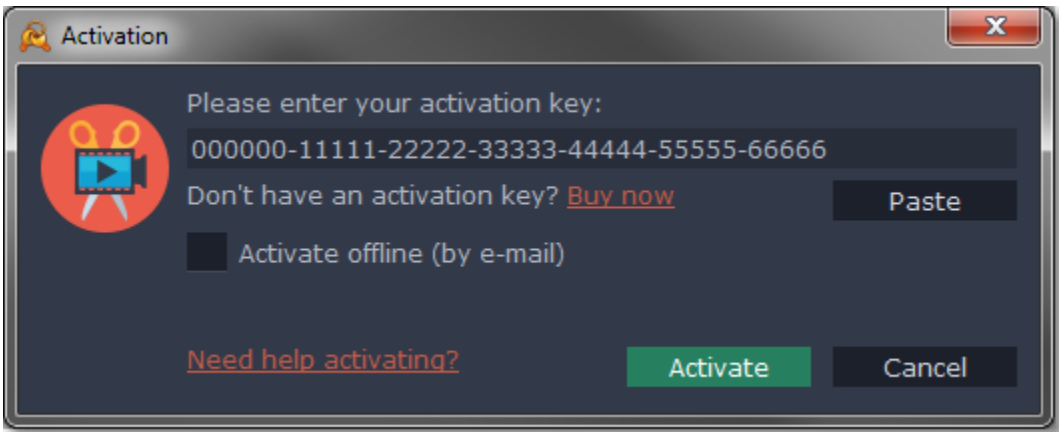 Activation
Please enter your activation key:
000000-11111-22222-33333-44444-55555-66666
Don't have an activation key? Buy now
Paste
Activate offline (by e-mail)
Need help activating?
Activate
Cancel